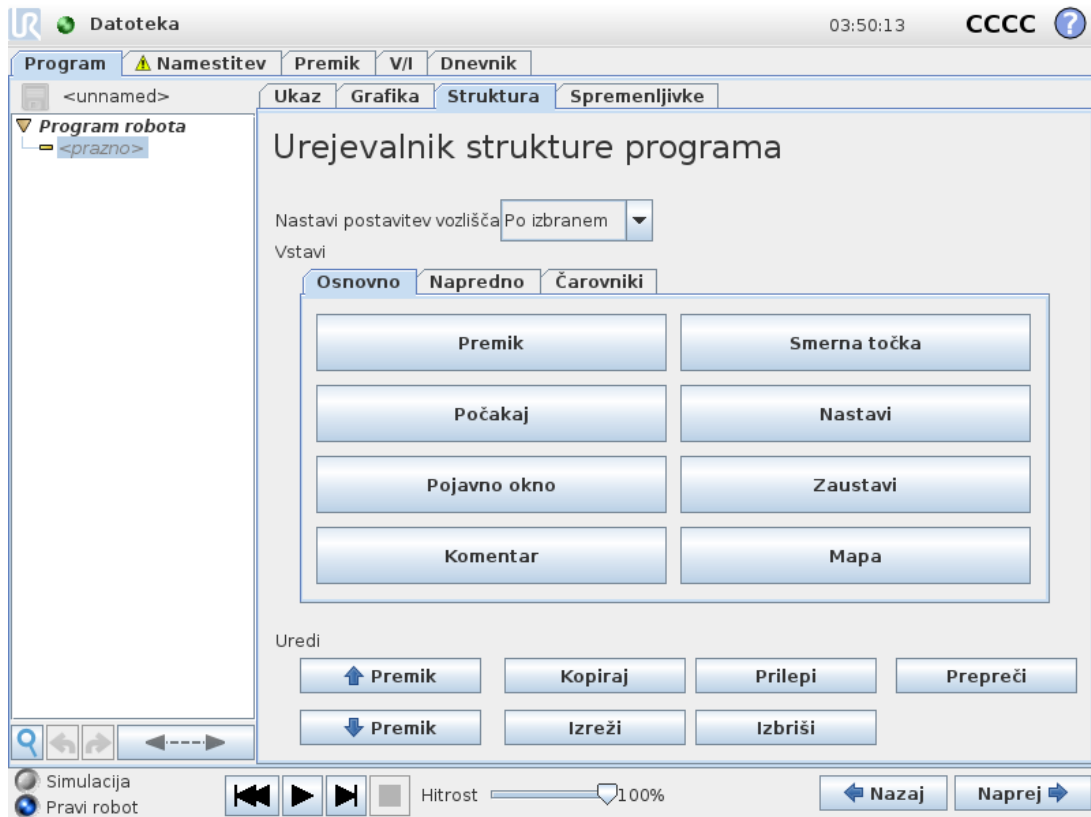 UR Datoteka 03:50:13 CCCC ?
Program Namestitev Premik V/I Dnevnik
<unnamed>
Ukaz Grafika Struktura Spremenljivke
Program robota
<prazno>
Urejevalnik strukture programa
Nastavi postavitev vozlišča Po izbranem
Vstavi
Osnovno Napredno Čarovniki
Premik Smerna točka
Počakaj Nastavi
Pojavno okno Zaustavi
Komentar Mapa
Uredi
Premik Kopiraj Prilepi Prepreči
Premik Izreži Izbriši
Simulacija
Pravi robot
Hitrost 100%
Nazaj Naprej